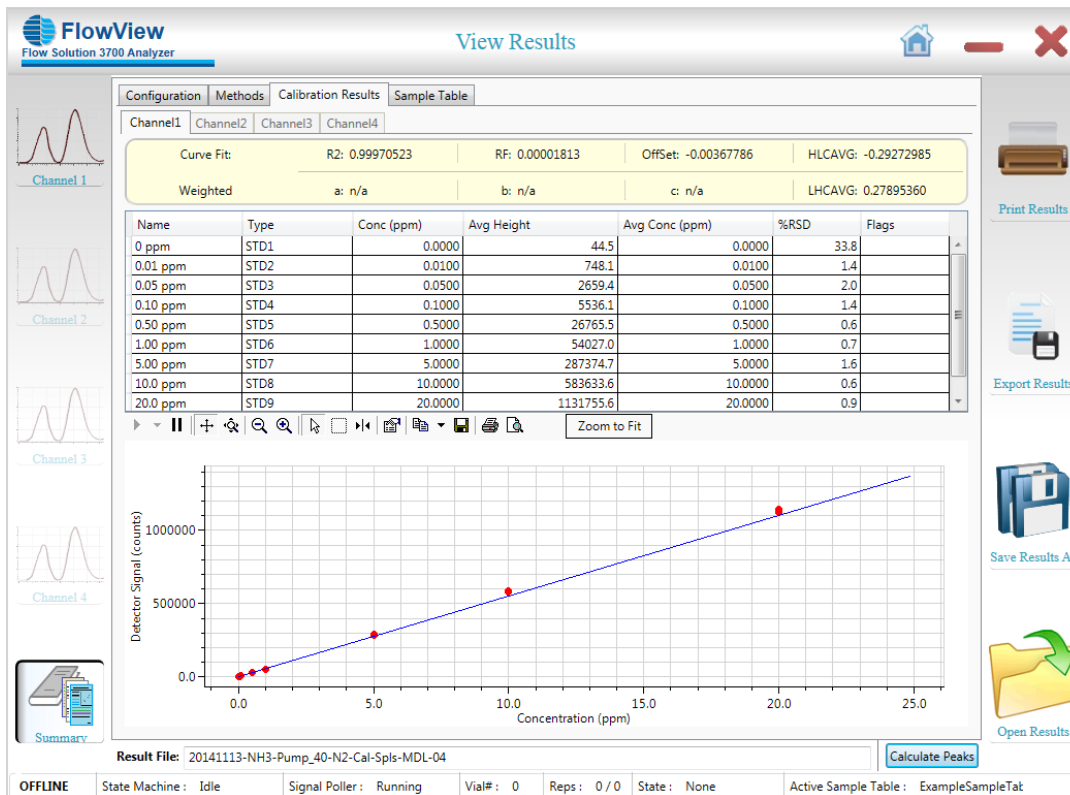 FlowView
Flow Solution 3700 Analyzer
View Results
Configuration Methods Calibration Results Sample Table
Channel1 Channel2 Channel3 Channel4
Curve Fit: R2: 0.99970523 RF: 0.00001813 OffSet: -0.00367786 HLCAVG: -0.29272985
Weighted a: n/a b: n/a c: n/a LHCAVG: 0.27895360
Name Type Conc (ppm) Avg Height Avg Conc (ppm) %RSD Flags
0 ppm STD1 0.0000 44.5 0.0000 33.8
0.01 ppm STD2 0.0100 748.1 0.0100 1.4
0.05 ppm STD3 0.0500 2659.4 0.0500 2.0
0.10 ppm STD4 0.1000 5536.1 0.1000 1.4
0.50 ppm STD5 0.5000 26765.5 0.5000 0.6
1.00 ppm STD6 1.0000 54027.0 1.0000 0.7
5.00 ppm STD7 5.0000 287374.7 5.0000 1.6
10.0 ppm STD8 10.0000 583633.6 10.0000 0.6
20.0 ppm STD9 20.0000 1131755.6 20.0000 0.9
Zoom to Fit
Detector Signal (counts)
1000000
500000
0.0
0.0 5.0 10.0 15.0 20.0 25.0
Concentration (ppm)
Channel 1
Channel 2
Channel 3
Channel 4
Summary
Print Results
Export Results
Save Results A
Open Results
Result File: 20141113-NH3-Pump_40-N2-Cal-Spls-MDL-04
Calculate Peaks
OFFLINE State Machine : Idle Signal Poller : Running Vial# : 0 Reps : 0 / 0 State : None Active Sample Table : ExampleSampleTab